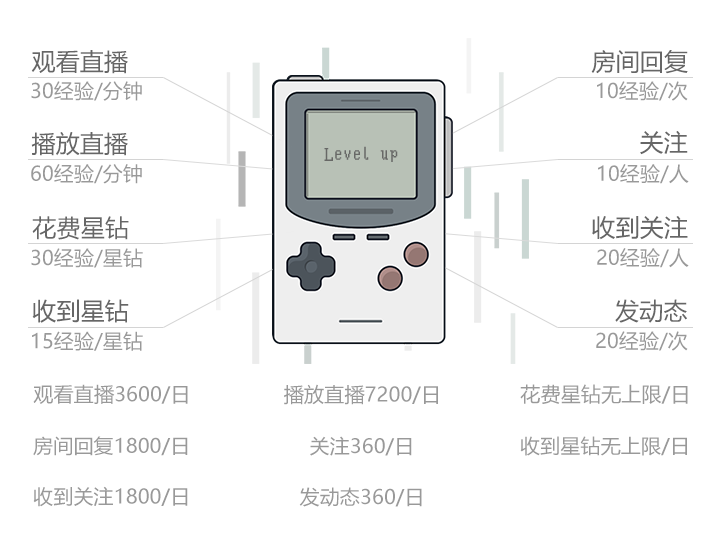 观看直播
30经验/分钟
播放直播
60经验/分钟
花费星钻
30经验/星钻
收到星钻
15经验/星钻
Level up
房间回复
10经验/次
关注
10经验/人
收到关注
20经验/人
发动态
20经验/次
观看直播3600/日
播放直播7200/日
花费星钻无上限/日
房间回复1800/日
关注360/日
收到星钻无上限/日
收到关注1800/日
发动态360/日